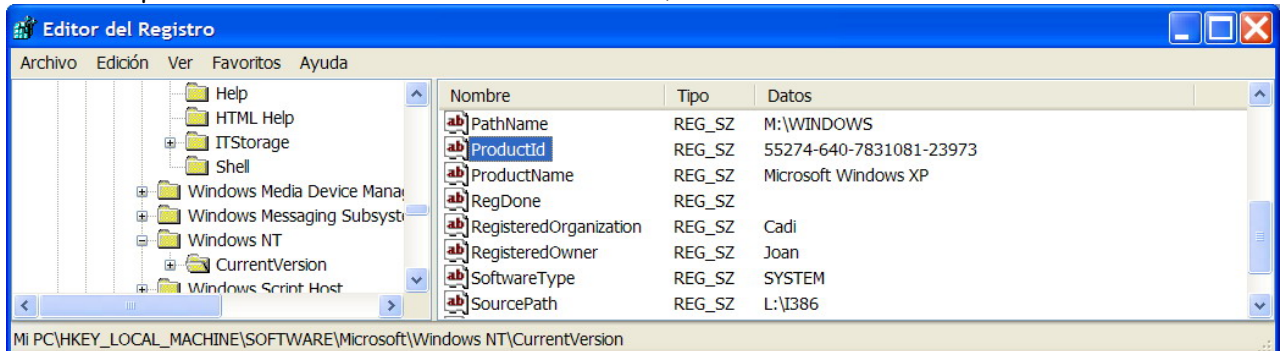 Editor del Registro
Archivo Edición Ver Favoritos Ayuda
Help
HTML Help
ITStorage
Shell
Windows Media Device Mana
Windows Messaging Subsyst
Windows NT
CurrentVersion
Windows Script Host
Nombre Tipo Datos
PathName REG_SZ M:\WINDOWS
ProductId REG_SZ 55274-640-7831081-23973
ProductName REG_SZ Microsoft Windows XP
RegDone REG_SZ
RegisteredOrganization REG_SZ Cadi
RegisteredOwner REG_SZ Joan
SoftwareType REG_SZ SYSTEM
SourcePath REG_SZ L:\I386
Mi PC\HKEY_LOCAL_MACHINE\SOFTWARE\Microsoft\Windows NT\CurrentVersion